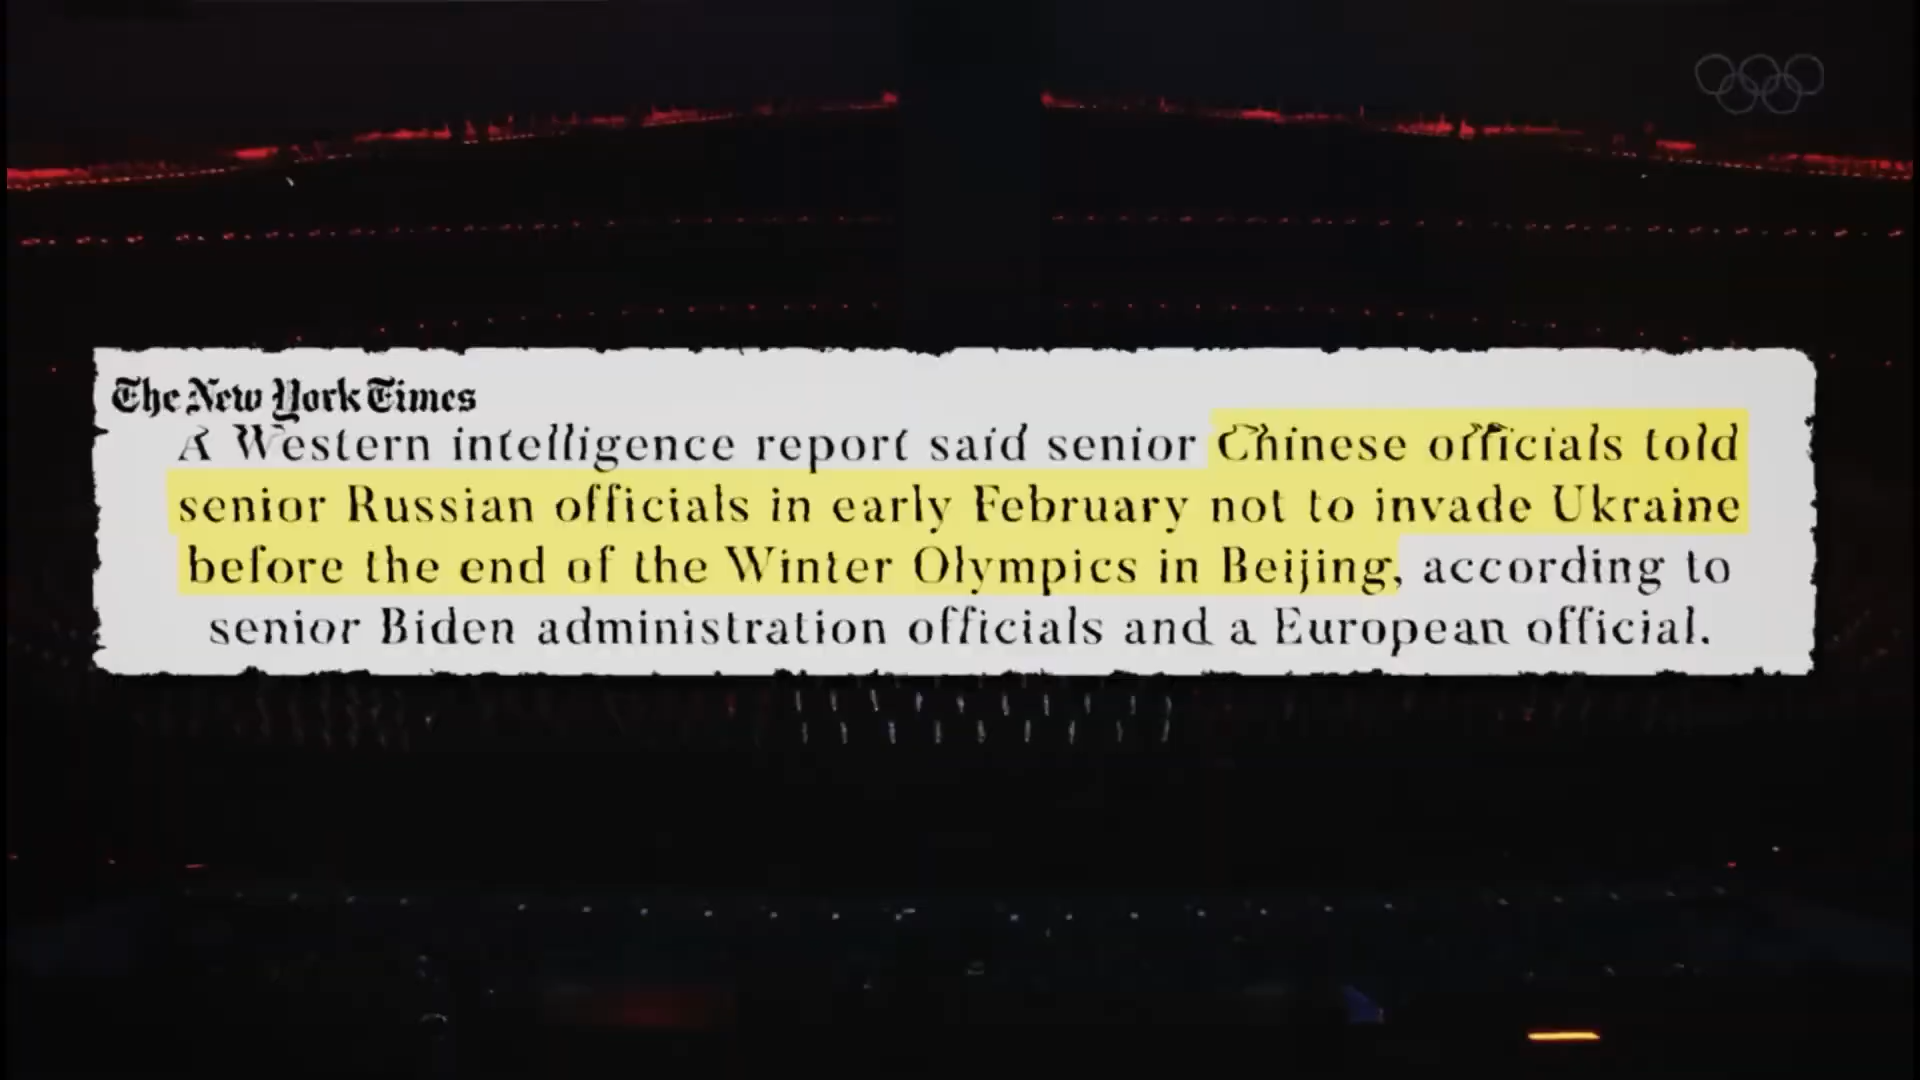 The New York Times
A Western intelligence report said senior Chinese officials told
senior Russian officials in early February not to invade Ukraine
before the end of the Winter Olympics in Beijing, according to
senior Biden administration officials and a European official.